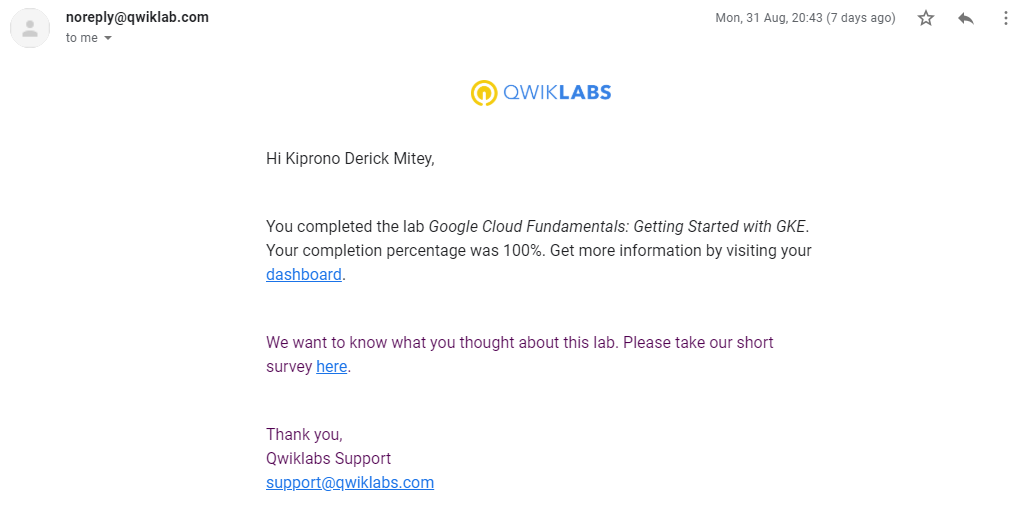 noreply@qwiklab.com
Mon, 31 Aug, 20:43 (7 days ago)
to me
QWIKLABS
Hi Kiprono Derick Mitey,
You completed the lab Google Cloud Fundamentals: Getting Started with GKE.
Your completion percentage was 100%. Get more information by visiting your
dashboard.
We want to know what you thought about this lab. Please take our short
survey here.
Thank you,
Qwiklabs Support
support@qwiklabs.com